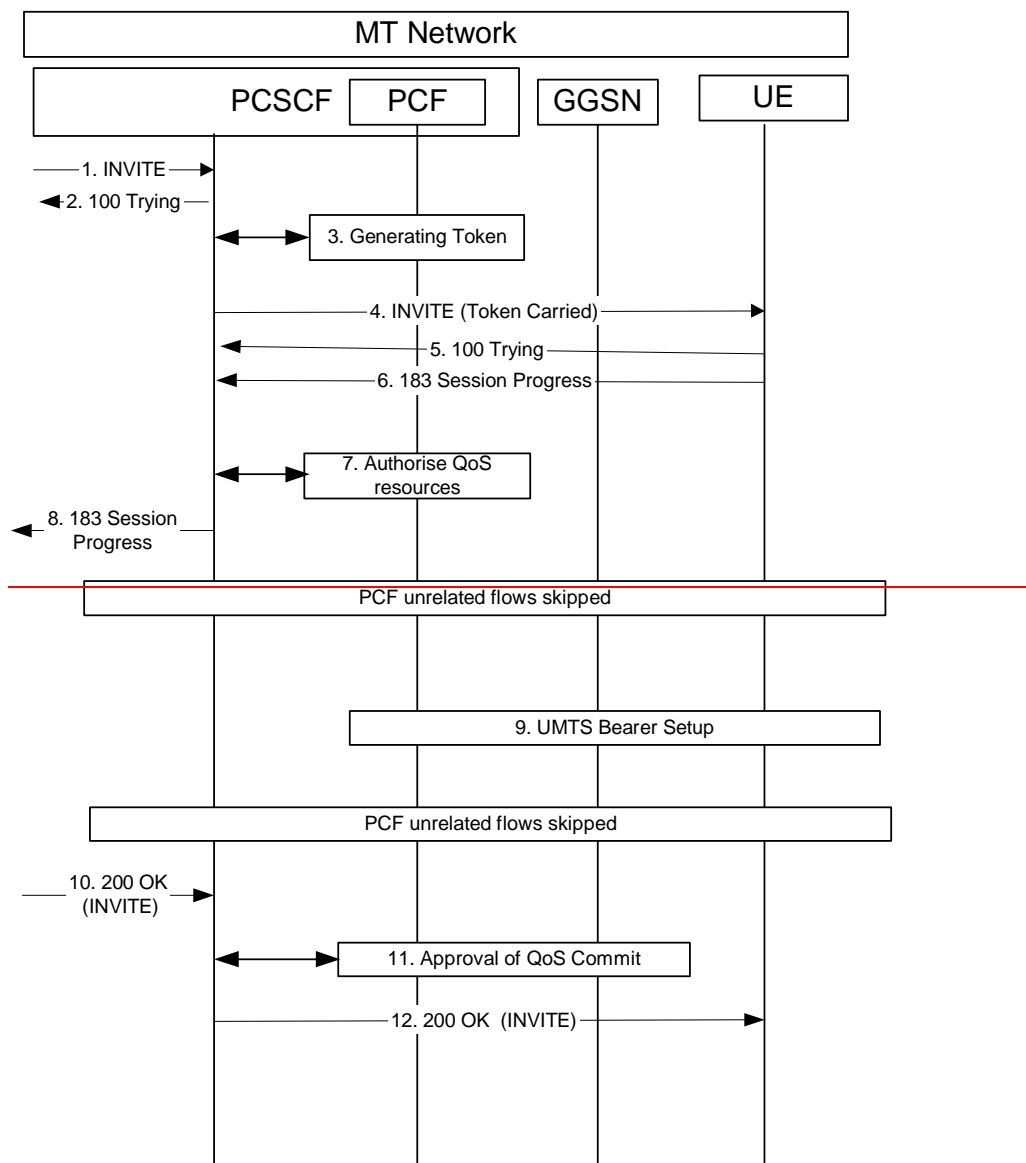 MT Network
PCSCF
PCF
GGSN
UE
1. INVITE
2. 100 Trying
3. Generating Token
4. INVITE (Token Carried)
5. 100 Trying
6. 183 Session Progress
7. Authorise QoS
resources
8. 183 Session
Progress
PCF unrelated flows skipped
9. UMTS Bearer Setup
PCF unrelated flows skipped
10. 200 OK
(INVITE)
11. Approval of QoS Commit
12. 200 OK (INVITE)